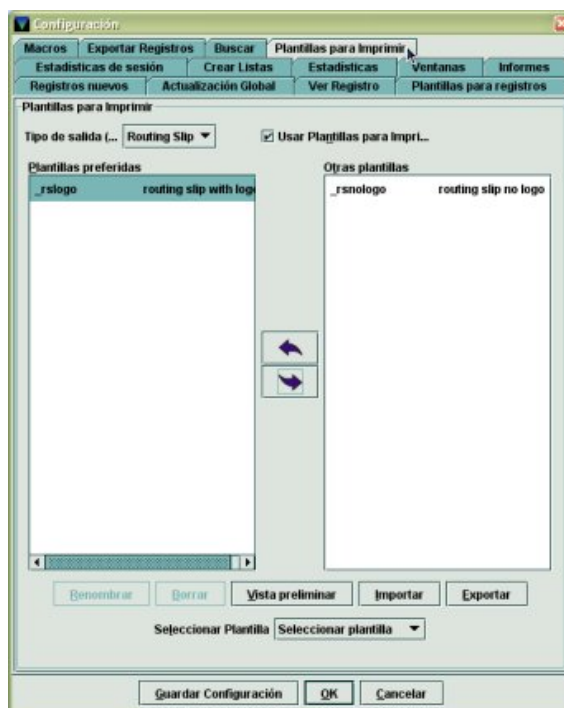 Configuración
Macros Exportar Registros Buscar Plantillas para Imprimir
Estadísticas de sesión Crear Listas Estadísticas Ventanas Informes
Registros nuevos Actualización Global Ver Registro Plantillas para registros
Plantillas para Imprimir
Tipo de salida (... Routing Slip Usar Plantillas para Impri...
Plantillas preferidas Otras plantillas
_rslogo routing slip with logo _rsnologo routing slip no logo
Renombrar Borrar Vista preliminar Importar Exportar
Seleccionar Plantilla Seleccionar plantilla
Guardar Configuración OK Cancelar